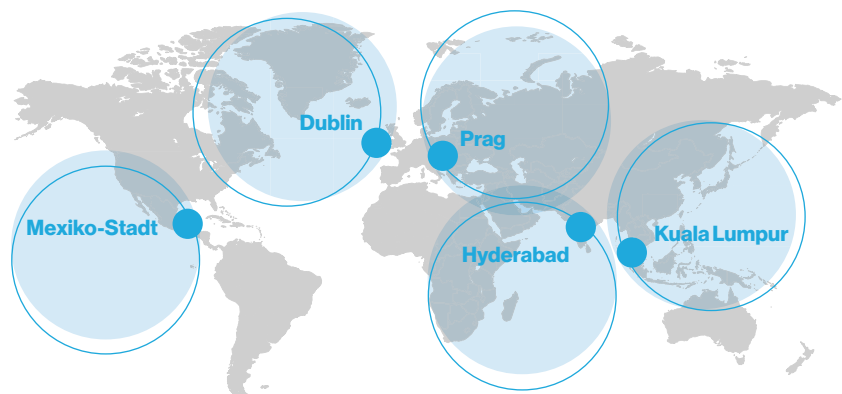 Dublin
Prag
Mexiko-Stadt
Kuala Lumpur
Hyderabad